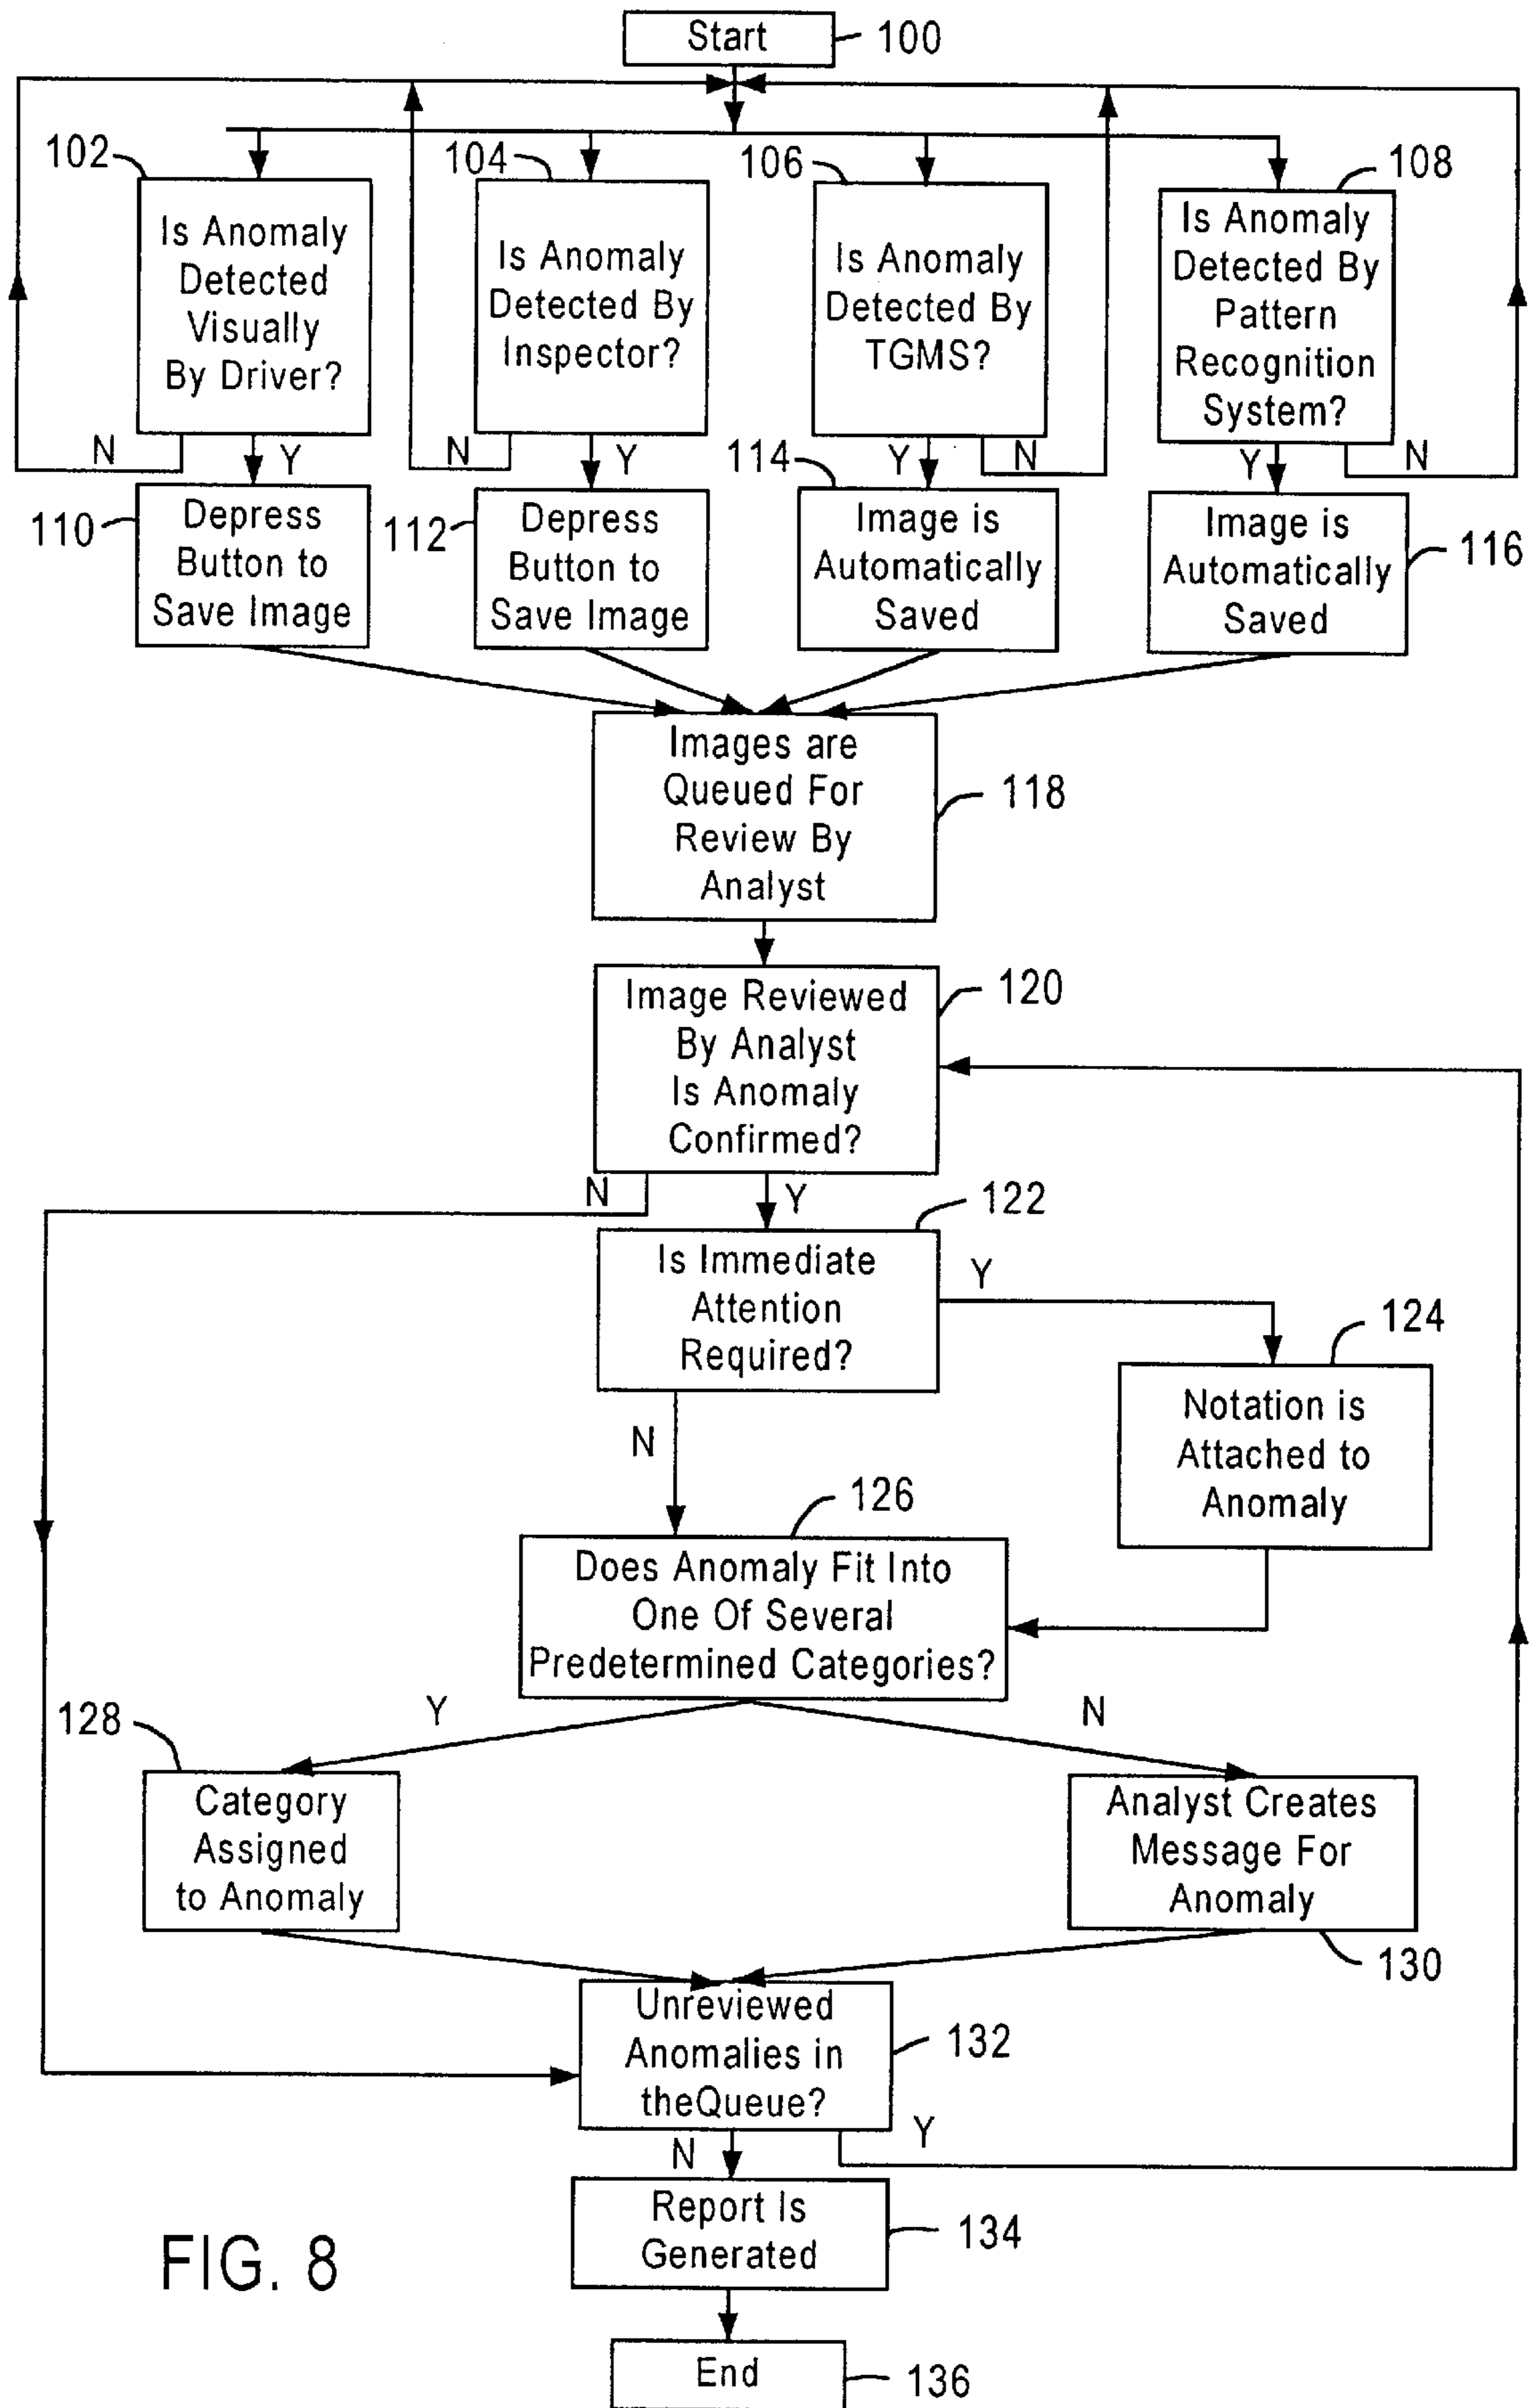 Start
100
102
104
106
108
Is Anomaly
Detected
Visually
By Driver?
Is Anomaly
Detected By
Inspector?
Is Anomaly
Detected By
TGMS?
Is Anomaly
Detected By
Pattern
Recognition
System?
N
Y
N
Y
114
Y
N
Y
N
110
Depress
Button to
Save Image
112
Depress
Button to
Save Image
Image is
Automatically
Saved
Image is
Automatically
Saved
116
Images are
Queued For
Review By
Analyst
118
Image Reviewed
By Analyst
Is Anomaly
Confirmed?
120
N
Y
122
Is Immediate
Attention
Required?
Y
124
Notation is
Attached to
Anomaly
N
126
Does Anomaly Fit Into
One Of Several
Predetermined Categories?
Y
N
128
Category
Assigned
to Anomaly
Analyst Creates
Message For
Anomaly
130
Unreviewed
Anomalies in
theQueue?
132
N
Y
Report Is
Generated
134
FIG. 8
End
136